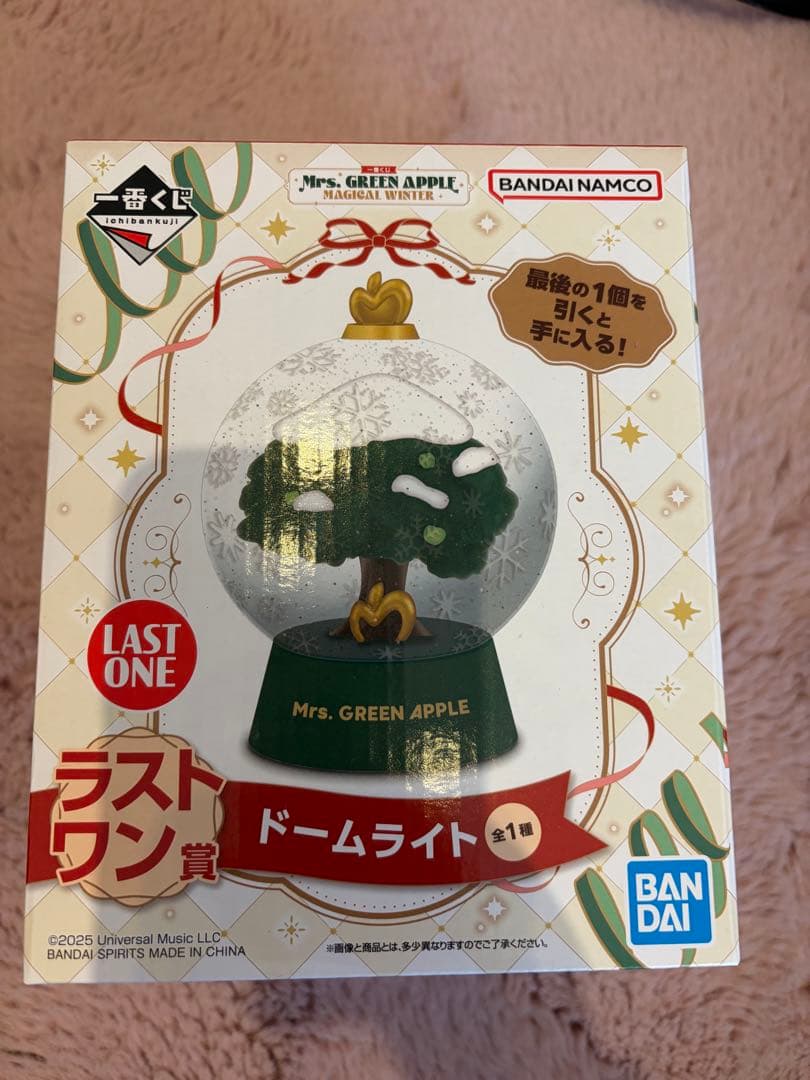 一番くじ
ichibankuji
一番くじ
Mrs. GREEN APPLE
MAGICAL WINTER
BANDAI NAMCO
最後の1個を
引くと
手に入る!
Mrs. GREEN APPLE
LAST
ONE
ラスト
ワン賞
ドームライト 全1種
BAN
DAI
©2025 Universal Music LLC
BANDAI SPIRITS MADE IN CHINA
※画像と商品とは、多少異なりますのでご了承ください。